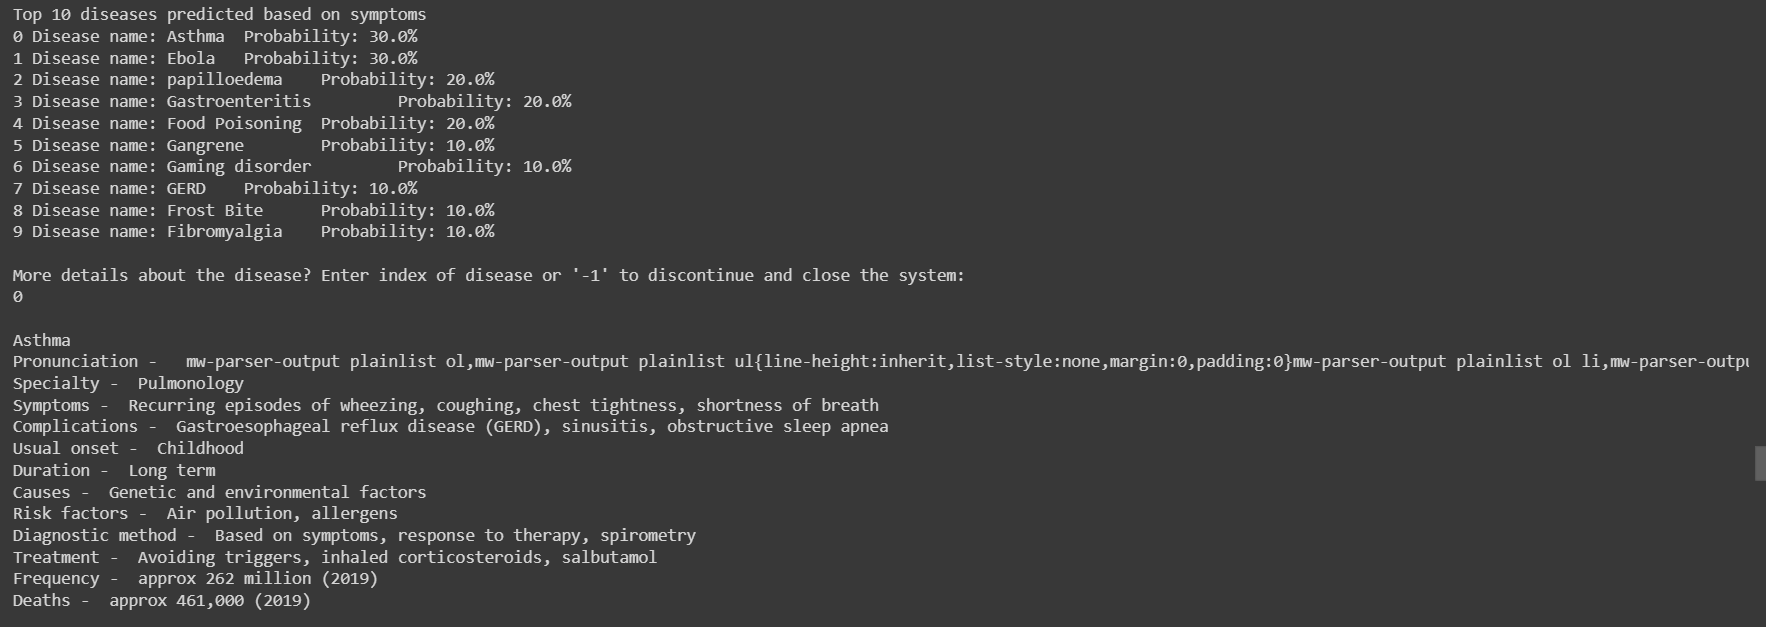 Top 10 diseases predicted based on symptoms
0 Disease name: Asthma Probability: 30.0%
1 Disease name: Ebola Probability: 30.0%
2 Disease name: papilloedema Probability: 20.0%
3 Disease name: Gastroenteritis Probability: 20.0%
4 Disease name: Food Poisoning Probability: 20.0%
5 Disease name: Gangrene Probability: 10.0%
6 Disease name: Gaming disorder Probability: 10.0%
7 Disease name: GERD Probability: 10.0%
8 Disease name: Frost Bite Probability: 10.0%
9 Disease name: Fibromyalgia Probability: 10.0%
More details about the disease? Enter index of disease or '-1' to discontinue and close the system:
0
Asthma
Pronunciation - mw-parser-output plainlist ol,mw-parser-output plainlist ul{line-height:inherit,list-style:none,margin:0,padding:0}mw-parser-output plainlist ol li,mw-parser-outpu
Specialty - Pulmonology
Symptoms - Recurring episodes of wheezing, coughing, chest tightness, shortness of breath
Complications - Gastroesophageal reflux disease (GERD), sinusitis, obstructive sleep apnea
Usual onset - Childhood
Duration - Long term
Causes - Genetic and environmental factors
Risk factors - Air pollution, allergens
Diagnostic method - Based on symptoms, response to therapy, spirometry
Treatment - Avoiding triggers, inhaled corticosteroids, salbutamol
Frequency - approx 262 million (2019)
Deaths - approx 461,000 (2019)